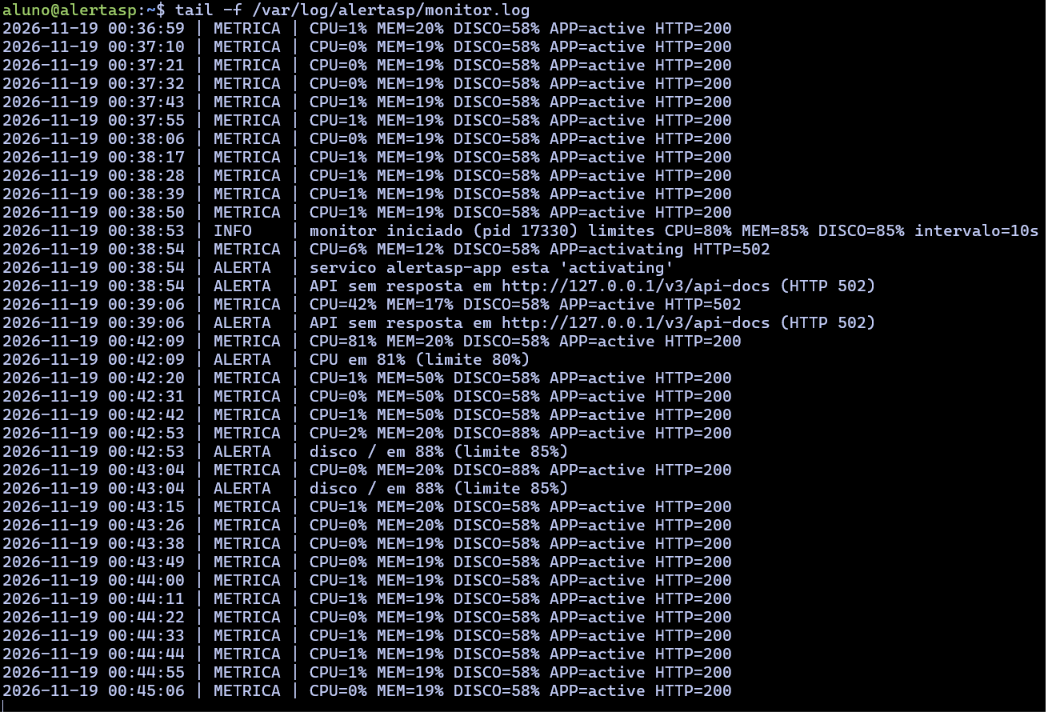 aluno@alertasp:~$ tail -f /var/log/alertasp/monitor.log
2026-11-19 00:36:59 | METRICA | CPU=1% MEM=20% DISCO=58% APP=active HTTP=200
2026-11-19 00:37:10 | METRICA | CPU=0% MEM=19% DISCO=58% APP=active HTTP=200
2026-11-19 00:37:21 | METRICA | CPU=0% MEM=19% DISCO=58% APP=active HTTP=200
2026-11-19 00:37:32 | METRICA | CPU=0% MEM=19% DISCO=58% APP=active HTTP=200
2026-11-19 00:37:43 | METRICA | CPU=1% MEM=19% DISCO=58% APP=active HTTP=200
2026-11-19 00:37:55 | METRICA | CPU=1% MEM=19% DISCO=58% APP=active HTTP=200
2026-11-19 00:38:06 | METRICA | CPU=0% MEM=19% DISCO=58% APP=active HTTP=200
2026-11-19 00:38:17 | METRICA | CPU=1% MEM=19% DISCO=58% APP=active HTTP=200
2026-11-19 00:38:28 | METRICA | CPU=1% MEM=19% DISCO=58% APP=active HTTP=200
2026-11-19 00:38:39 | METRICA | CPU=1% MEM=19% DISCO=58% APP=active HTTP=200
2026-11-19 00:38:50 | METRICA | CPU=1% MEM=19% DISCO=58% APP=active HTTP=200
2026-11-19 00:38:53 | INFO    | monitor iniciado (pid 17330) limites CPU=80% MEM=85% DISCO=85% intervalo=10s
2026-11-19 00:38:54 | METRICA | CPU=6% MEM=12% DISCO=58% APP=activating HTTP=502
2026-11-19 00:38:54 | ALERTA  | servico alertasp-app esta 'activating'
2026-11-19 00:38:54 | ALERTA  | API sem resposta em http://127.0.0.1/v3/api-docs (HTTP 502)
2026-11-19 00:39:06 | METRICA | CPU=42% MEM=17% DISCO=58% APP=active HTTP=502
2026-11-19 00:39:06 | ALERTA  | API sem resposta em http://127.0.0.1/v3/api-docs (HTTP 502)
2026-11-19 00:42:09 | METRICA | CPU=81% MEM=20% DISCO=58% APP=active HTTP=200
2026-11-19 00:42:09 | ALERTA  | CPU em 81% (limite 80%)
2026-11-19 00:42:20 | METRICA | CPU=1% MEM=50% DISCO=58% APP=active HTTP=200
2026-11-19 00:42:31 | METRICA | CPU=0% MEM=50% DISCO=58% APP=active HTTP=200
2026-11-19 00:42:42 | METRICA | CPU=1% MEM=50% DISCO=58% APP=active HTTP=200
2026-11-19 00:42:53 | METRICA | CPU=2% MEM=20% DISCO=88% APP=active HTTP=200
2026-11-19 00:42:53 | ALERTA  | disco / em 88% (limite 85%)
2026-11-19 00:43:04 | METRICA | CPU=0% MEM=20% DISCO=88% APP=active HTTP=200
2026-11-19 00:43:04 | ALERTA  | disco / em 88% (limite 85%)
2026-11-19 00:43:15 | METRICA | CPU=1% MEM=20% DISCO=58% APP=active HTTP=200
2026-11-19 00:43:26 | METRICA | CPU=0% MEM=20% DISCO=58% APP=active HTTP=200
2026-11-19 00:43:38 | METRICA | CPU=0% MEM=19% DISCO=58% APP=active HTTP=200
2026-11-19 00:43:49 | METRICA | CPU=0% MEM=19% DISCO=58% APP=active HTTP=200
2026-11-19 00:44:00 | METRICA | CPU=1% MEM=19% DISCO=58% APP=active HTTP=200
2026-11-19 00:44:11 | METRICA | CPU=1% MEM=19% DISCO=58% APP=active HTTP=200
2026-11-19 00:44:22 | METRICA | CPU=0% MEM=19% DISCO=58% APP=active HTTP=200
2026-11-19 00:44:33 | METRICA | CPU=1% MEM=19% DISCO=58% APP=active HTTP=200
2026-11-19 00:44:44 | METRICA | CPU=1% MEM=19% DISCO=58% APP=active HTTP=200
2026-11-19 00:44:55 | METRICA | CPU=1% MEM=19% DISCO=58% APP=active HTTP=200
2026-11-19 00:45:06 | METRICA | CPU=0% MEM=19% DISCO=58% APP=active HTTP=200